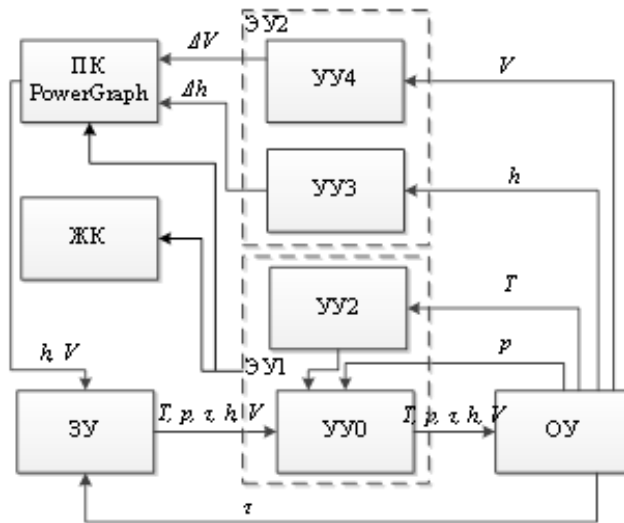 ЭУ2
ΔV
V
ПК
PowerGraph
УУ4
Δh
УУ3
h
ЖК
T
УУ2
p
ЭУ1
h, V
T, p, τ, h, V
T, p, τ, h, V
ЗУ
УУ0
ОУ
τ